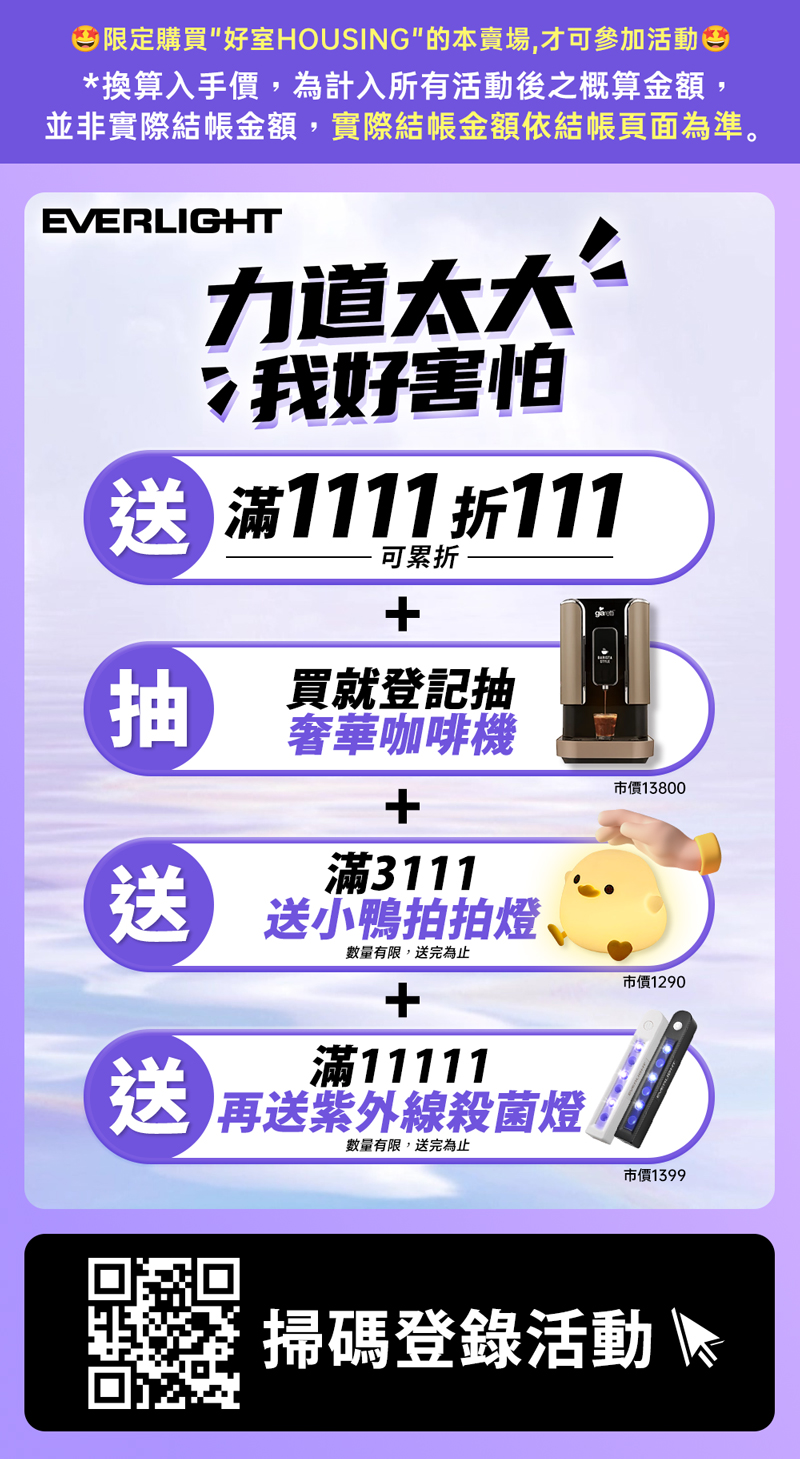 🤩限定購買"好室HOUSING"的本賣場,才可參加活動🤩
*換算入手價,為計入所有活動後之概算金額,
並非實際結帳金額,實際結帳金額依結帳頁面為準。
EVERLIGHT
力道太大
我好害怕
送
滿1111折111
可累折
+
抽
買就登記抽
奢華咖啡機
giaretti
BARISTA
STYLE
市價13800
+
送
滿3111
送小鴨拍拍燈
數量有限,送完為止
市價1290
+
送
滿11111
再送紫外線殺菌燈
數量有限,送完為止
EVERLIGHT
市價1399
掃碼登錄活動